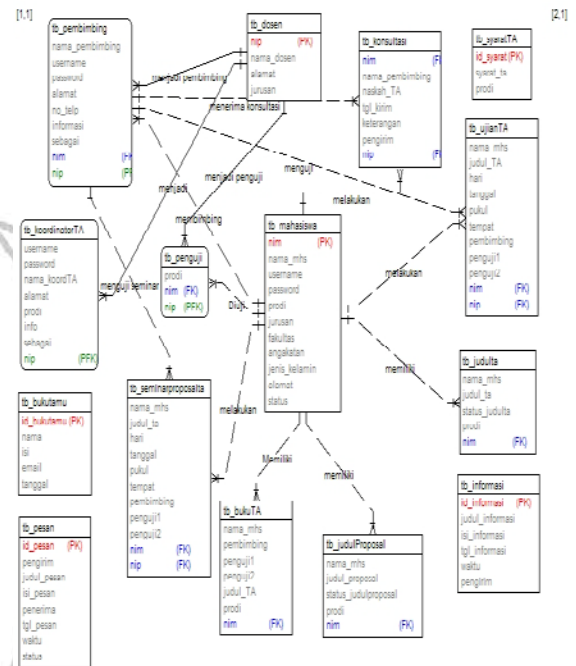 [1,1]
[2,1]
tb_pembimbing
nama_pembimbing
username
password
alamat
no_telp
informasi
sebagai
nim
nip
tb_dosen
nip (PK)
nama_dosen
alamat
jurusan
tb_konsultasi
nim
nama_pembimbing
naskah_TA
tgl_kirim
keterangan
pengirim
nip
tb_syaratTA
id_syarat (PK)
syarat_ta
prodi
tb_ujianTA
nama_mhs
judul_TA
hari
tanggal
pukul
tempat
pembimbing
penguji1
penguji2
nim (FK)
nip (FK)
menjadi pembimbing
menerima konsultasi
menguji
melakukan
menjadi
menjadi penguji
membimbing
tb_koordinatorTA
username
password
nama_koordTA
alamat
prodi
info
sebagai
nip (PFK)
menguji seminar
tb_penguji
prodi
nim (FK)
nip (PFK)
Diuji
tb_mahasiswa
nim (PK)
nama_mhs
username
password
prodi
jurusan
fakultas
angakatan
jenis_kelamin
alamat
status
melakukan
memiliki
tb_judulta
nama_mhs
judul_ta
status_judulta
prodi
nim (FK)
tb_bukutamu
id_bukutamu (PK)
nama
isi
email
tanggal
tb_seminarproposalta
nama_mhs
judul_ta
hari
tanggal
pukul
tempat
pembimbing
penguji1
penguji2
nim (FK)
nip (FK)
melakukan
Memiliki
memiliki
tb_bukuTA
nama_mhs
pembimbing
penguji1
penguji2
judul_TA
prodi
nim (FK)
tb_judulProposal
nama_mhs
judul_proposal
status_judulproposal
prodi
nim (FK)
tb_informasi
id_informasi (PK)
judul_informasi
isi_informasi
tgl_informasi
waktu
pengirim
tb_pesan
id_pesan (PK)
pengirim
judul_pesan
isi_pesan
penerima
tgl_pesan
waktu
status